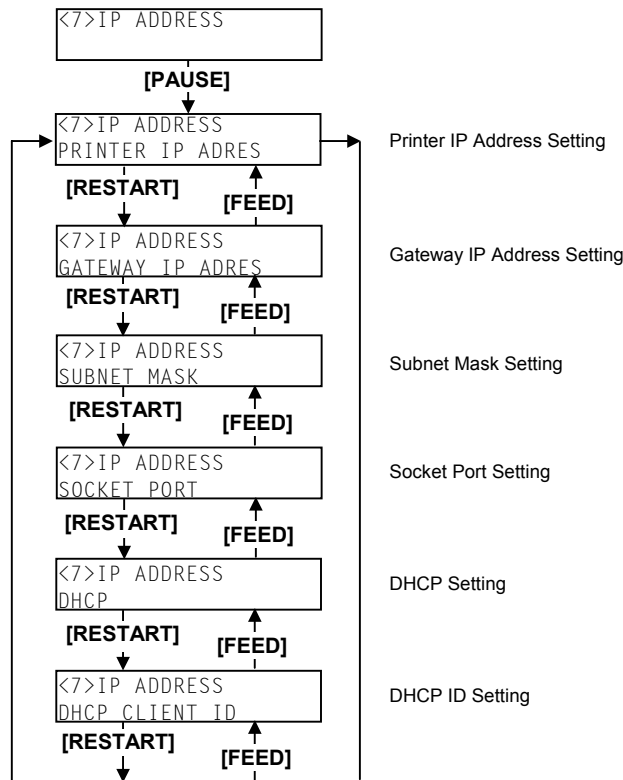 <7>IP ADDRESS
[PAUSE]
<7>IP ADDRESS
PRINTER IP ADRES
Printer IP Address Setting
[RESTART]
[FEED]
<7>IP ADDRESS
GATEWAY IP ADRES
Gateway IP Address Setting
[RESTART]
[FEED]
<7>IP ADDRESS
SUBNET MASK
Subnet Mask Setting
[RESTART]
[FEED]
<7>IP ADDRESS
SOCKET PORT
Socket Port Setting
[RESTART]
[FEED]
<7>IP ADDRESS
DHCP
DHCP Setting
[RESTART]
[FEED]
<7>IP ADDRESS
DHCP CLIENT ID
DHCP ID Setting
[RESTART]
[FEED]